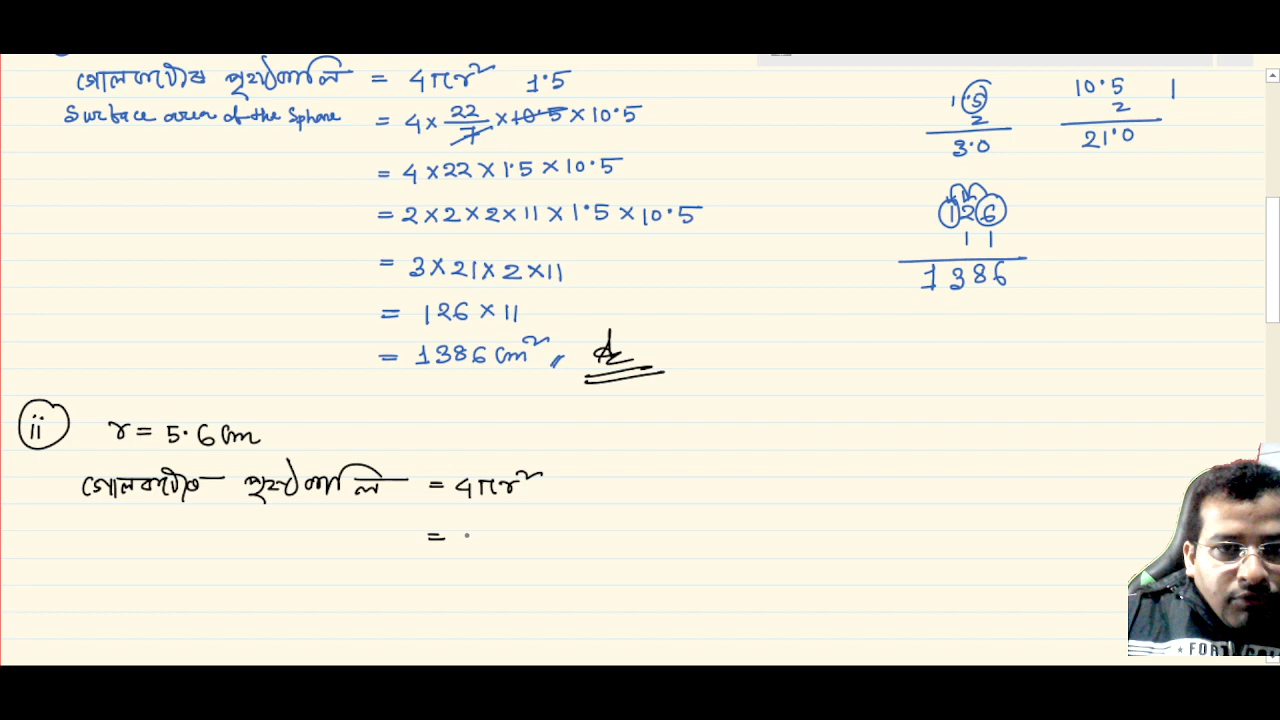 গোলকটোৰ পৃষ্ঠকালি = 4πr² 1.5
Surface area of the Sphere = 4 × 22/7 × 10.5 × 10.5
= 4 × 22 × 1.5 × 10.5
= 2 × 2 × 2 × 11 × 1.5 × 10.5
= 3 × 21 × 2 × 11
= 126 × 11
= 1386 cm²
ii r = 5.6 cm
গোলকটোৰ পৃষ্ঠকালি = 4πr²
=
1.5
2
3.0
10.5 1
2
21.0
126
11
1386
FORT